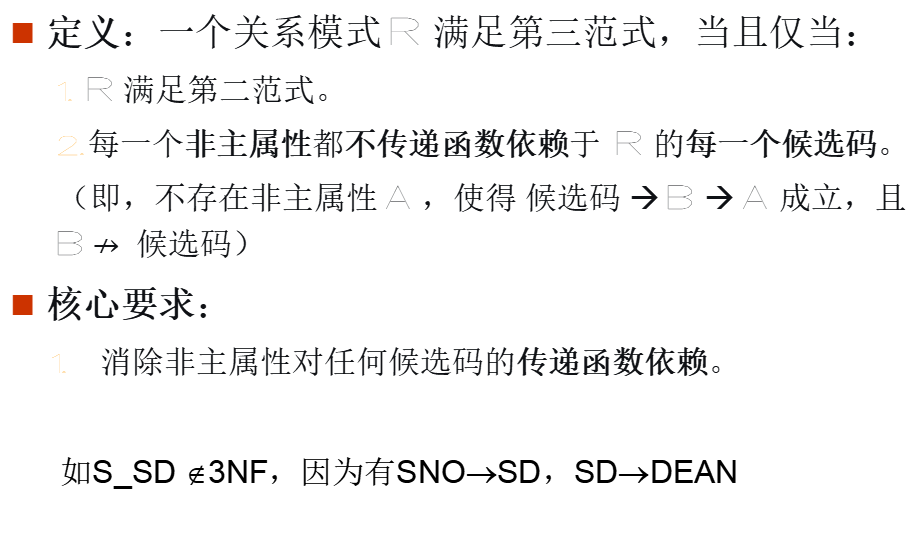 定义：一个关系模式R 满足第三范式，当且仅当：
1. R 满足第二范式。
2.每一个非主属性都不传递函数依赖于 R 的每一个候选码。
（即，不存在非主属性A ，使得 候选码 →B → A 成立，且
B ↛ 候选码）
核心要求：
1. 消除非主属性对任何候选码的传递函数依赖。
如S_SD ∉3NF，因为有SNO→SD，SD→DEAN